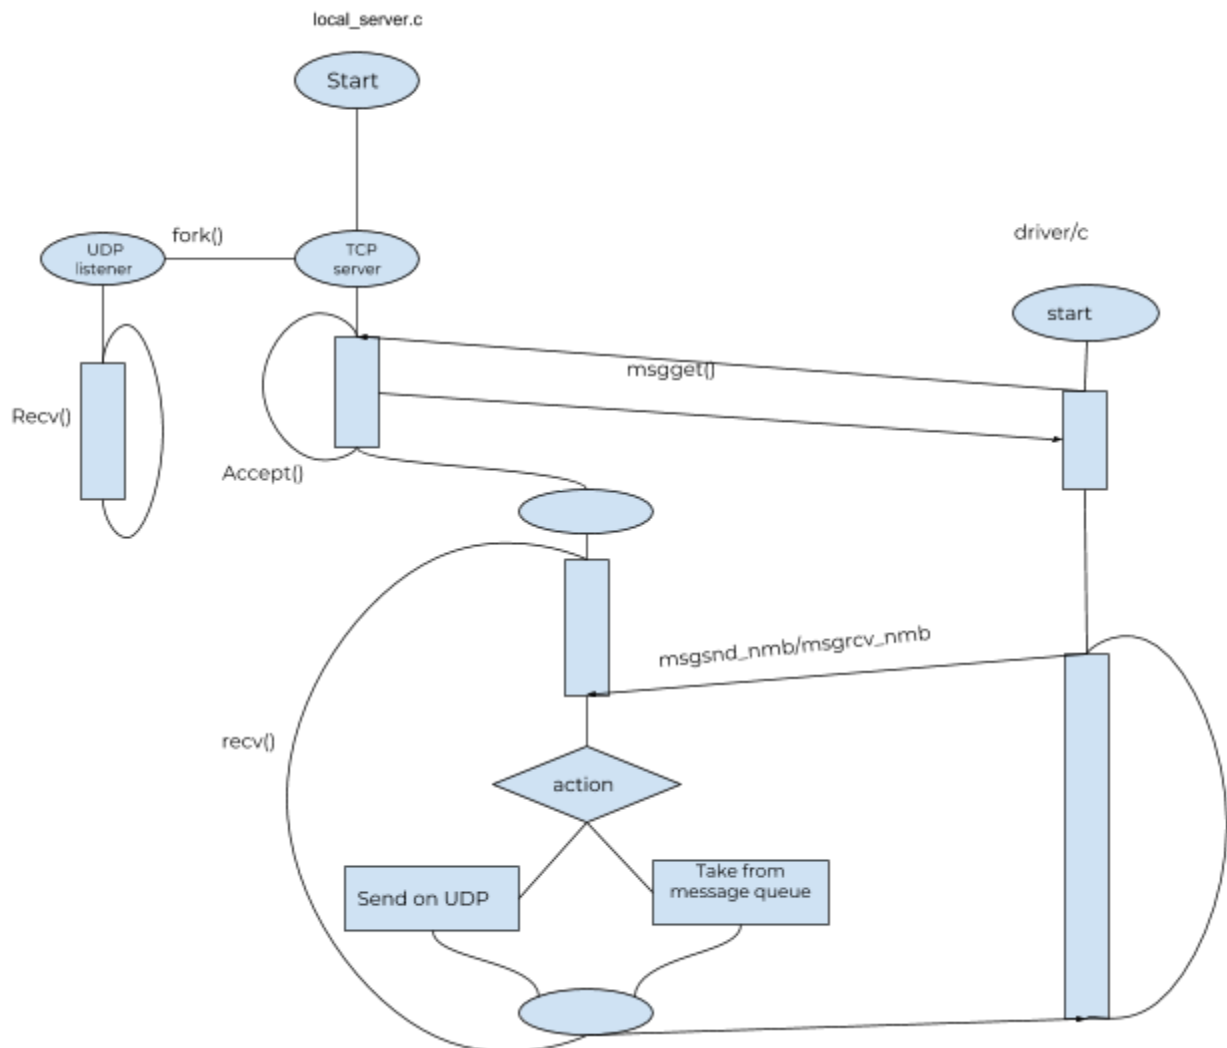 local_server.c
Start
fork()
UDP
listener
TCP
server
driver/c
start
msgget()
Recv()
Accept()
msgsnd_nmb/msgrcv_nmb
recv()
action
Send on UDP
Take from
message queue